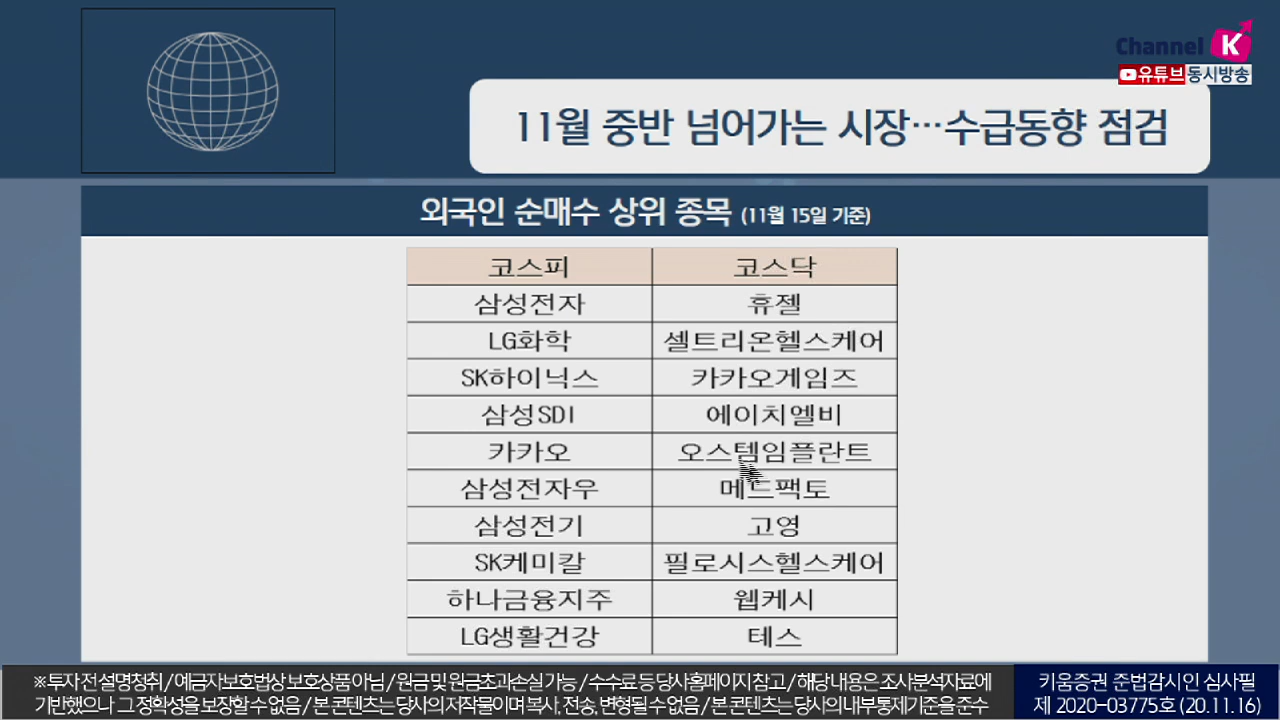 Channel K
유튜브 동시방송
11월 중반 넘어가는 시장…수급동향 점검
외국인 순매수 상위 종목 (11월 15일 기준)
코스피 코스닥
삼성전자 휴젤
LG화학 셀트리온헬스케어
SK하이닉스 카카오게임즈
삼성SDI 에이치엘비
카카오 오스템임플란트
삼성전자우 메드팩토
삼성전기 고영
SK케미칼 필로시스헬스케어
하나금융지주 웹케시
LG생활건강 테스
※ 투자 전 설명청취 / 예금자보호법상 보호상품 아님 / 원금 및 원금초과손실 가능 / 수수료 등 당사홈페이지 참고 / 해당 내용은 조사분석자료에
기반했으나 그 정확성을 보장할 수 없음 / 본 콘텐츠는 당사의 저작물이며 복사, 전송, 변형될 수 없음 / 본 콘텐츠는 당사의 내부통제기준을 준수
키움증권 준법감시인 심사필
제 2020-03775호 (20.11.16)